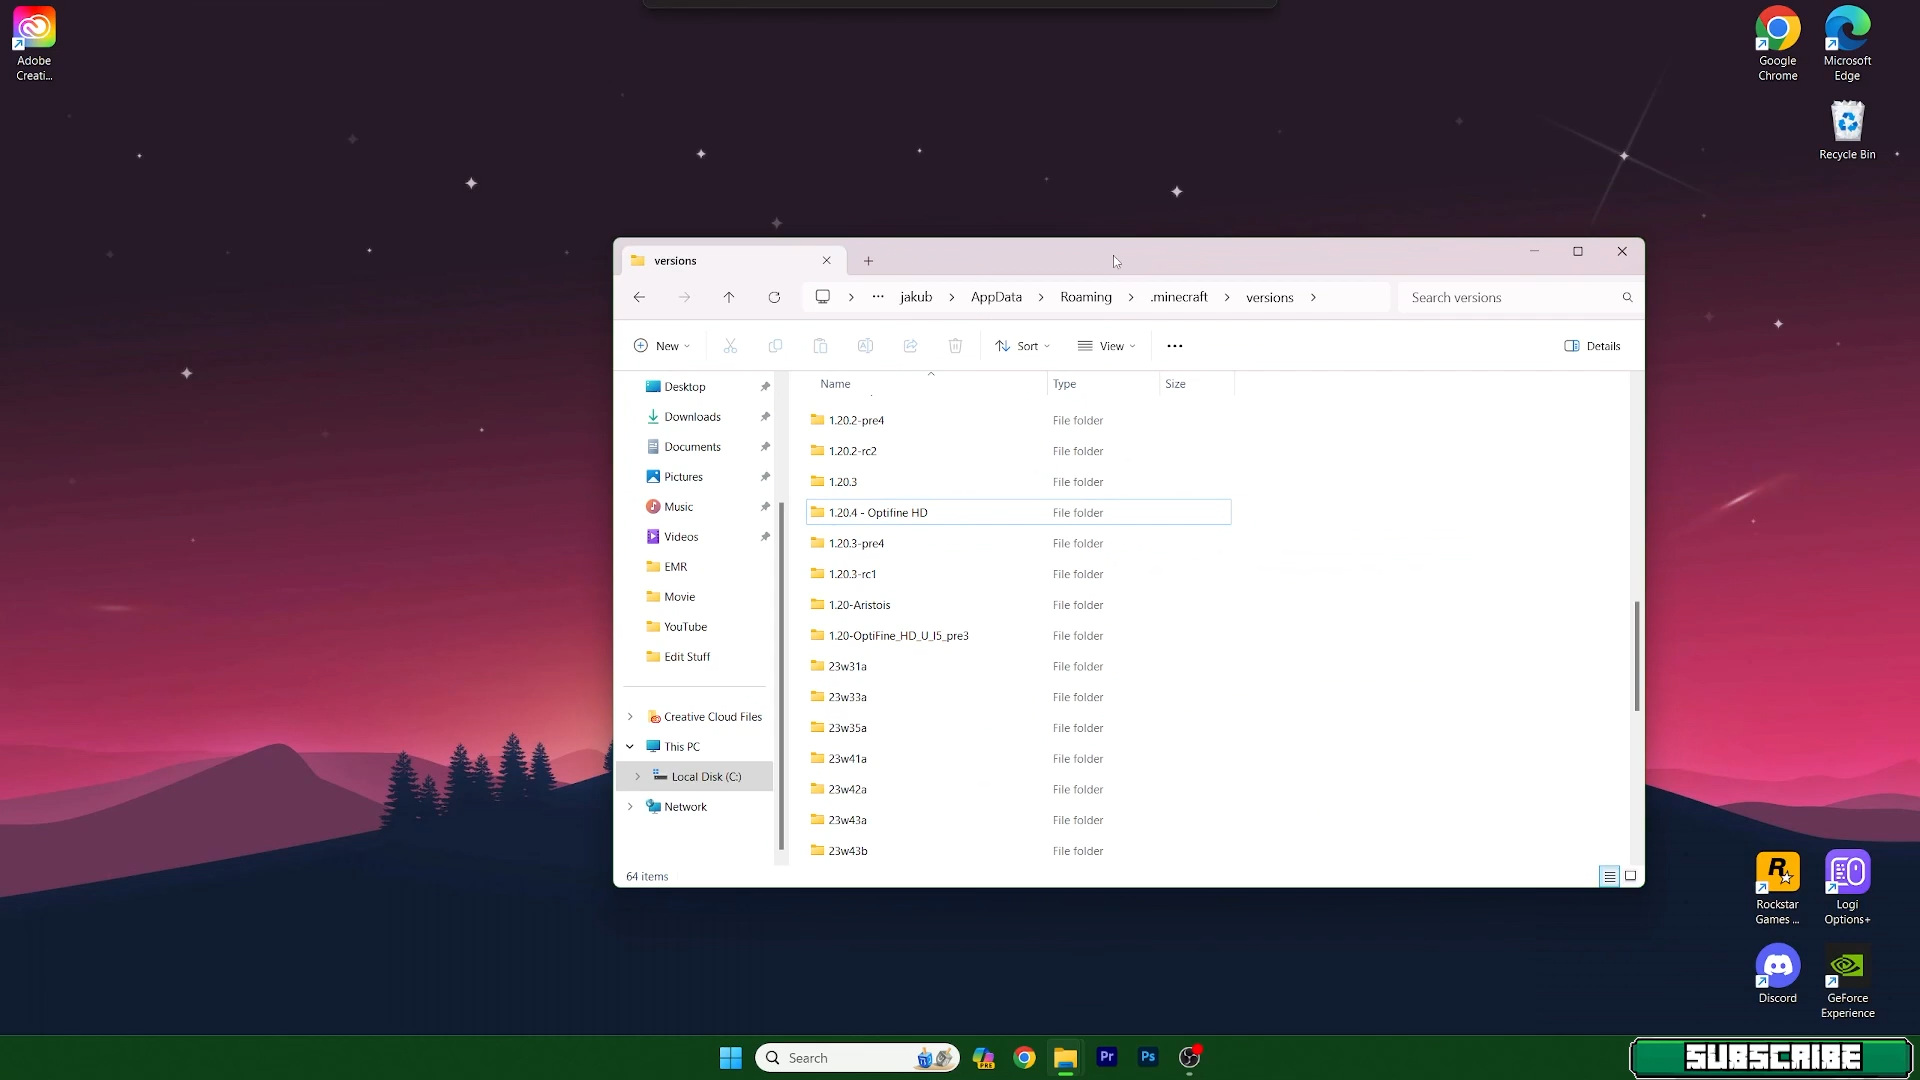 Adobe
Creati...
Google
Chrome
Microsoft
Edge
Recycle Bin
versions
jakub
AppData
Roaming
.minecraft
versions
Search versions
New
Sort
View
Details
Desktop
Downloads
Documents
Pictures
Music
Videos
EMR
Movie
YouTube
Edit Stuff
Creative Cloud Files
This PC
Local Disk (C:)
Network
Name Type Size
1.20.2-pre4 File folder
1.20.2-rc2 File folder
1.20.3 File folder
1.20.4 - Optifine HD File folder
1.20.3-pre4 File folder
1.20.3-rc1 File folder
1.20-Aristois File folder
1.20-OptiFine_HD_U_I5_pre3 File folder
23w31a File folder
23w33a File folder
23w35a File folder
23w41a File folder
23w42a File folder
23w43a File folder
23w43b File folder
64 items
Rockstar
Games ...
Logi
Options+
Discord
GeForce
Experience
Search
PRE
Pr
Ps
SUBSCRIBE